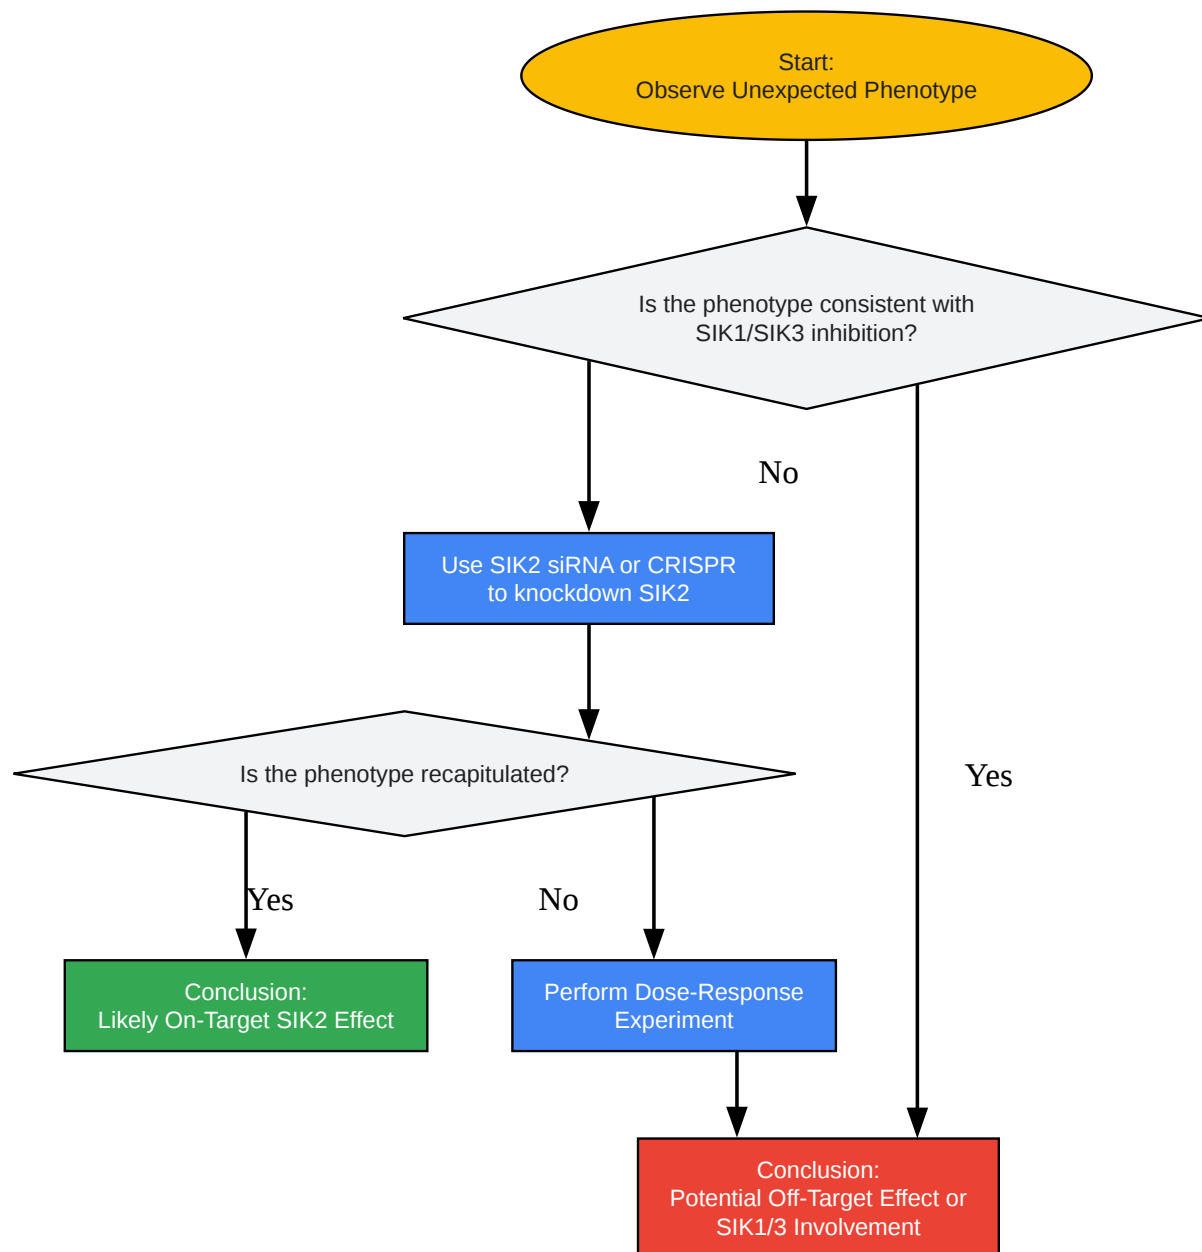 Start:
Observe Unexpected Phenotype
Is the phenotype consistent with
SIK1/SIK3 inhibition?
No
Use SIK2 siRNA or CRISPR
to knockdown SIK2
Is the phenotype recapitulated?
Yes
Yes
No
Conclusion:
Likely On-Target SIK2 Effect
Perform Dose-Response
Experiment
Conclusion:
Potential Off-Target Effect or
SIK1/3 Involvement